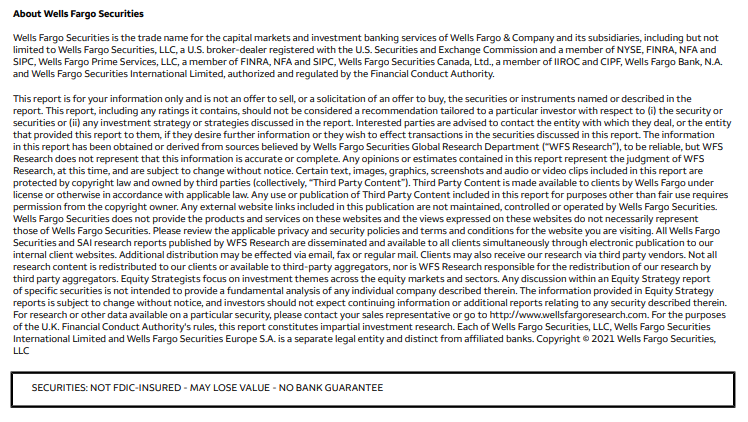 About Wells Fargo Securities
Wells Fargo Securities is the trade name for the capital markets and investment banking services of Wells Fargo & Company and its subsidiaries, including but not
limited to Wells Fargo Securities, LLC, a U.S. broker-dealer registered with the U.S. Securities and Exchange Commission and a member of NYSE, FINRA, NFA and
SIPC, Wells Fargo Prime Services, LLC, a member of FINRA, NFA and SIPC, Wells Fargo Securities Canada, Ltd., a member of IIROC and CIPF, Wells Fargo Bank, N.A.
and Wells Fargo Securities International Limited, authorized and regulated by the Financial Conduct Authority.
This report is for your information only and is not an offer to sell, or a solicitation of an offer to buy, the securities or instruments named or described in the
report. This report, including any ratings it contains, should not be considered a recommendation tailored to a particular investor with respect to (i) the security or
securities or (ii) any investment strategy or strategies discussed in the report. Interested parties are advised to contact the entity with which they deal, or the entity
that provided this report to them, if they desire further information or they wish to effect transactions in the securities discussed in this report. The information
in this report has been obtained or derived from sources believed by Wells Fargo Securities Global Research Department ("WFS Research"), to be reliable, but WFS
Research does not represent that this information is accurate or complete. Any opinions or estimates contained in this report represent the judgment of WFS
Research, at this time, and are subject to change without notice. Certain text, images, graphics, screenshots and audio or video clips included in this report are
protected by copyright law and owned by third parties (collectively, "Third Party Content"). Third Party Content is made available to clients by Wells Fargo under
license or otherwise in accordance with applicable law. Any use or publication of Third Party Content included in this report for purposes other than fair use requires
permission from the copyright owner. Any external website links included in this publication are not maintained, controlled or operated by Wells Fargo Securities.
Wells Fargo Securities does not provide the products and services on these websites and the views expressed on these websites do not necessarily represent
those of Wells Fargo Securities. Please review the applicable privacy and security policies and terms and conditions for the website you are visiting. All Wells Fargo
Securities and SAI research reports published by WFS Research are disseminated and available to all clients simultaneously through electronic publication to our
internal client websites. Additional distribution may be effected via email, fax or regular mail. Clients may also receive our research via third party vendors. Not all
research content is redistributed to our clients or available to third-party aggregators, nor is WFS Research responsible for the redistribution of our research by
third party aggregators. Equity Strategists focus on investment themes across the equity markets and sectors. Any discussion within an Equity Strategy report
of specific securities is not intended to provide a fundamental analysis of any individual company described therein. The information provided in Equity Strategy
reports is subject to change without notice, and investors should not expect continuing information or additional reports relating to any security described therein.
For research or other data available on a particular security, please contact your sales representative or go to http://www.wellsfargoresearch.com. For the purposes
of the U.K. Financial Conduct Authority's rules, this report constitutes impartial investment research. Each of Wells Fargo Securities, LLC, Wells Fargo Securities
International Limited and Wells Fargo Securities Europe S.A. is a separate legal entity and distinct from affiliated banks. Copyright © 2021 Wells Fargo Securities,
LLC
SECURITIES: NOT FDIC-INSURED - MAY LOSE VALUE - NO BANK GUARANTEE